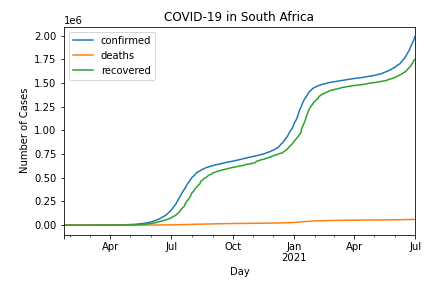 COVID-19 in South Africa
1e6
confirmed
deaths
recovered
2.00
1.75
1.50
1.25
1.00
0.75
0.50
0.25
0.00
Number of Cases
Apr Jul Oct Jan Apr Jul
2021
Day